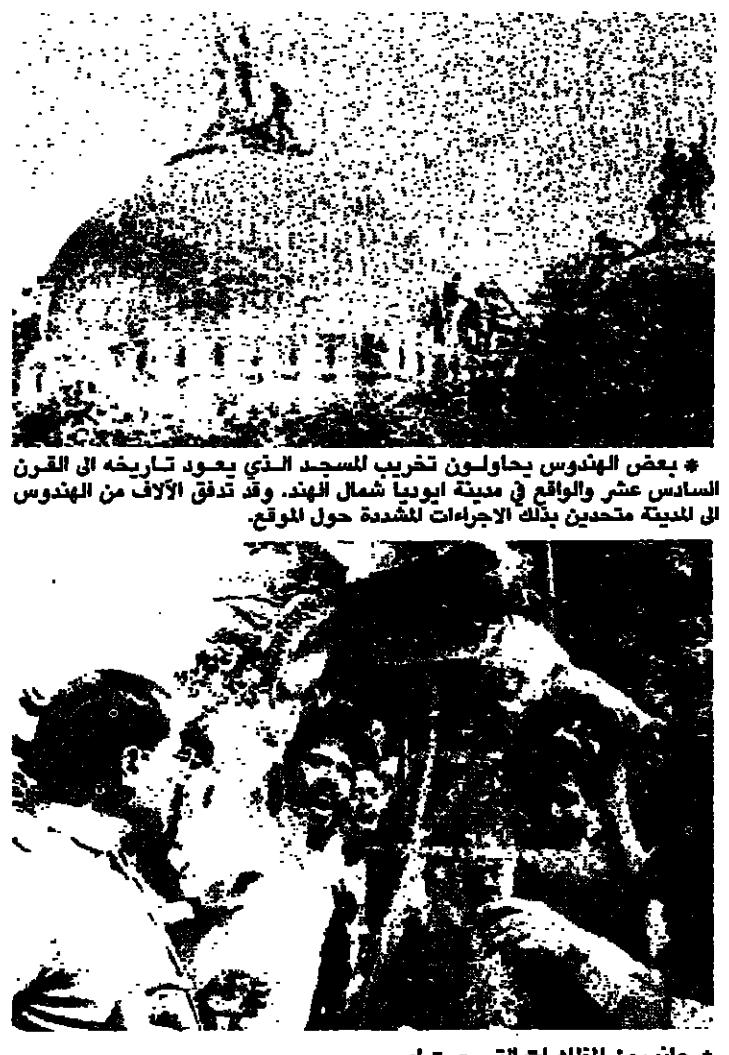 * بعض الهندوس يحاولون تخريب المسجد الذي يعود تاريخه الى القرن
السادس عشر والواقع في مدينة ايوديا شمال الهند. وقد تدفق الآلاف من الهندوس
الى المدينة متحدين بذلك الاجراءات المشددة حول الموقع.